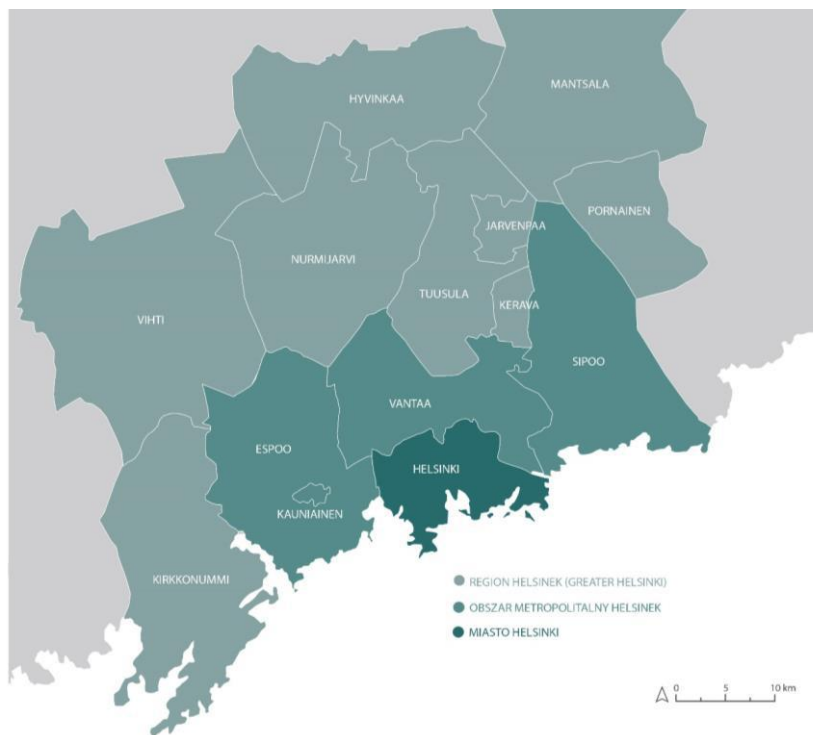 MANTSALA
HYVINKAA
PORNAINEN
JARVENPAA
NURMIJARVI
TUUSULA
KERAVA
VIHTI
SIPOO
VANTAA
ESPOO
HELSINKI
KAUNIAINEN
KIRKKONUMMI
REGION HELSINEK (GREATER HELSINKI)
OBSZAR METROPOLITALNY HELSINEK
MIASTO HELSINKI
0 5 10 km